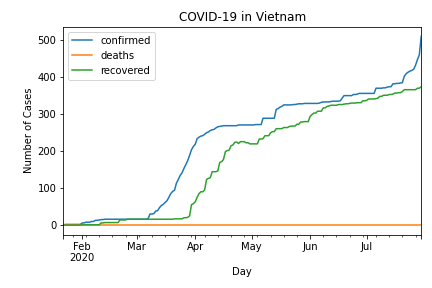 COVID-19 in Vietnam
confirmed
deaths
recovered
500
400
300
200
100
0
Number of Cases
Feb
2020
Mar
Apr
May
Jun
Jul
Day